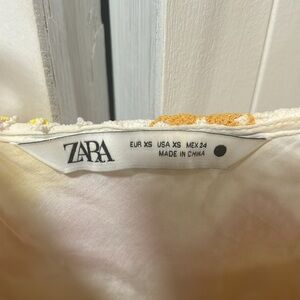 ZARA
EUR XS USA XS MEX 24
MADE IN CHINA